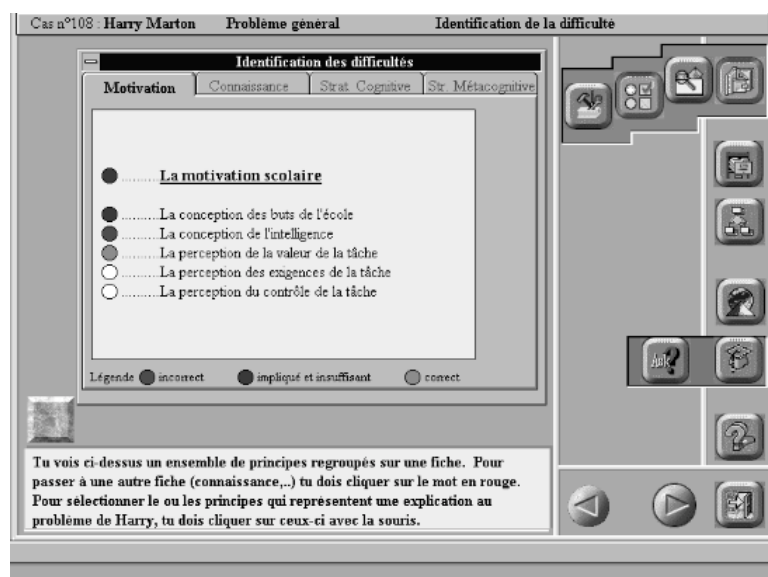 Cas n°108 : Harry Marton Problème général Identification de la difficulté
Identification des difficultés
Motivation Connaissance Strat. Cognitive Str. Métacognitive
La motivation scolaire
La conception des buts de l'école
La conception de l'intelligence
La perception de la valeur de la tâche
La perception des exigences de la tâche
La perception du contrôle de la tâche
Légende incorrect impliqué et insuffisant correct
Ask?
Tu vois ci-dessus un ensemble de principes regroupés sur une fiche. Pour
passer à une autre fiche (connaissance,..) tu dois cliquer sur le mot en rouge.
Pour sélectionner le ou les principes qui représentent une explication au
problème de Harry, tu dois cliquer sur ceux-ci avec la souris.